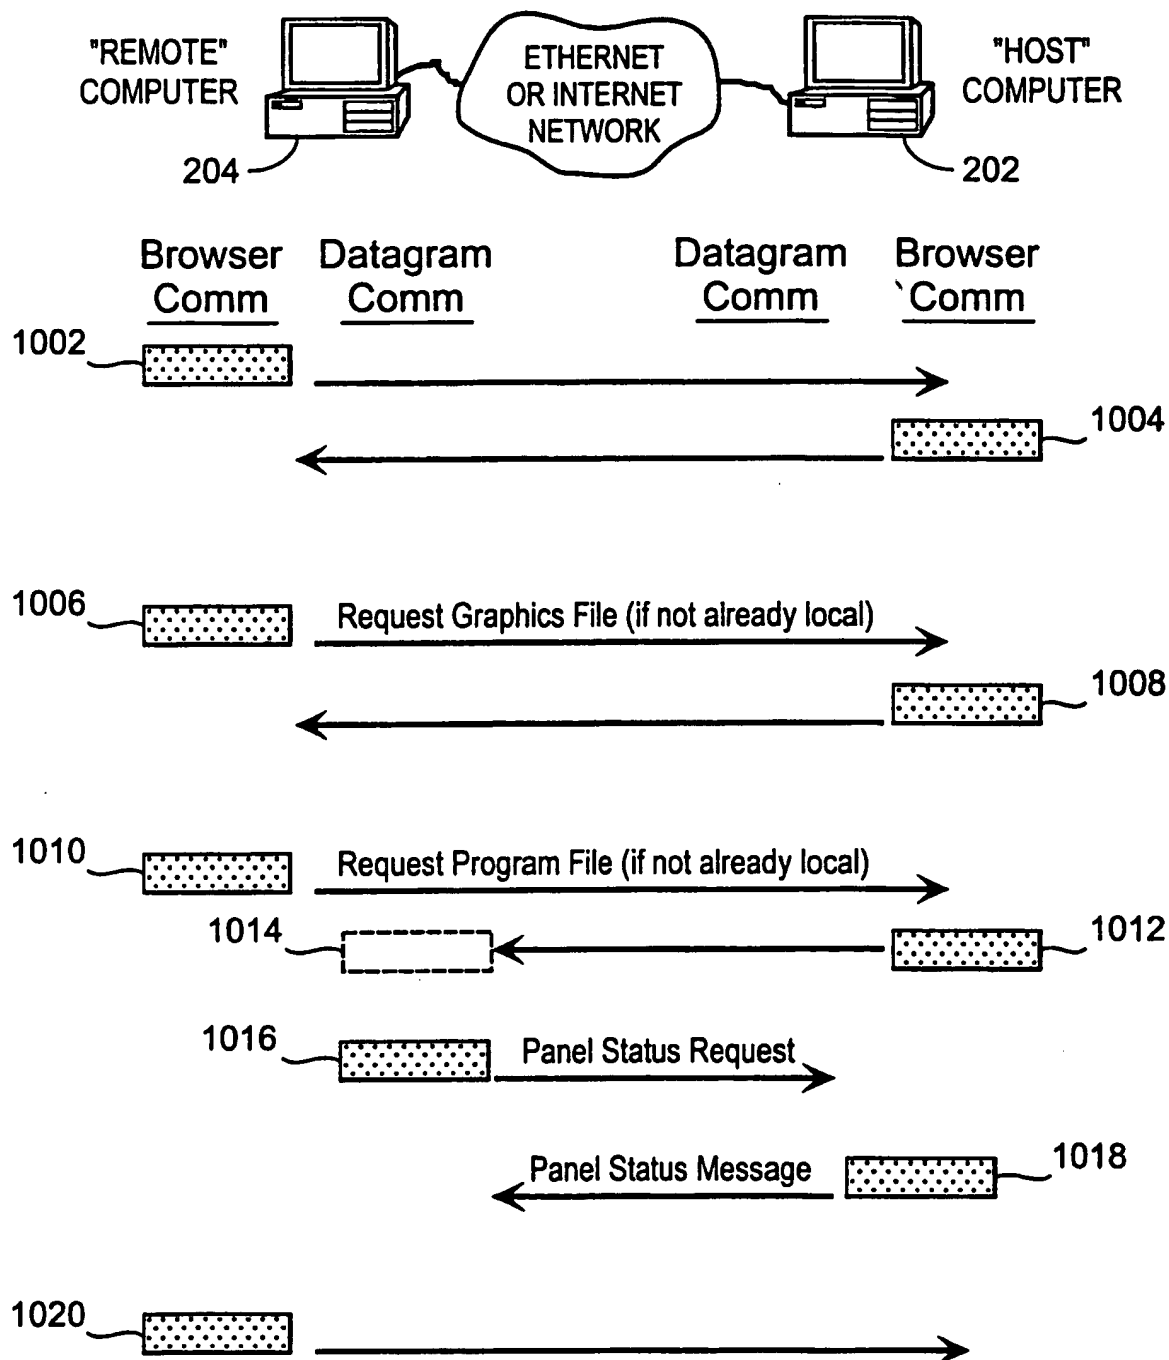 "REMOTE"
COMPUTER
ETHERNET
OR INTERNET
NETWORK
"HOST"
COMPUTER
204
202
Browser
Comm
Datagram
Comm
Datagram
Comm
Browser
Comm
1002
1004
1006
Request Graphics File (if not already local)
1008
1010
Request Program File (if not already local)
1014
1012
1016
Panel Status Request
Panel Status Message
1018
1020